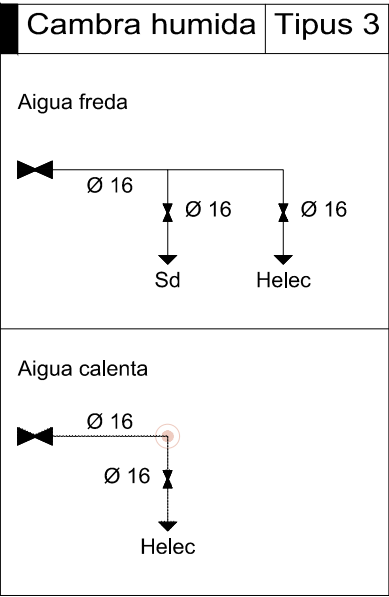 Cambra humida Tipus 3
Aigua freda
Ø 16
Ø 16 Ø 16
Sd Helec
Aigua calenta
Ø 16
Ø 16
Helec